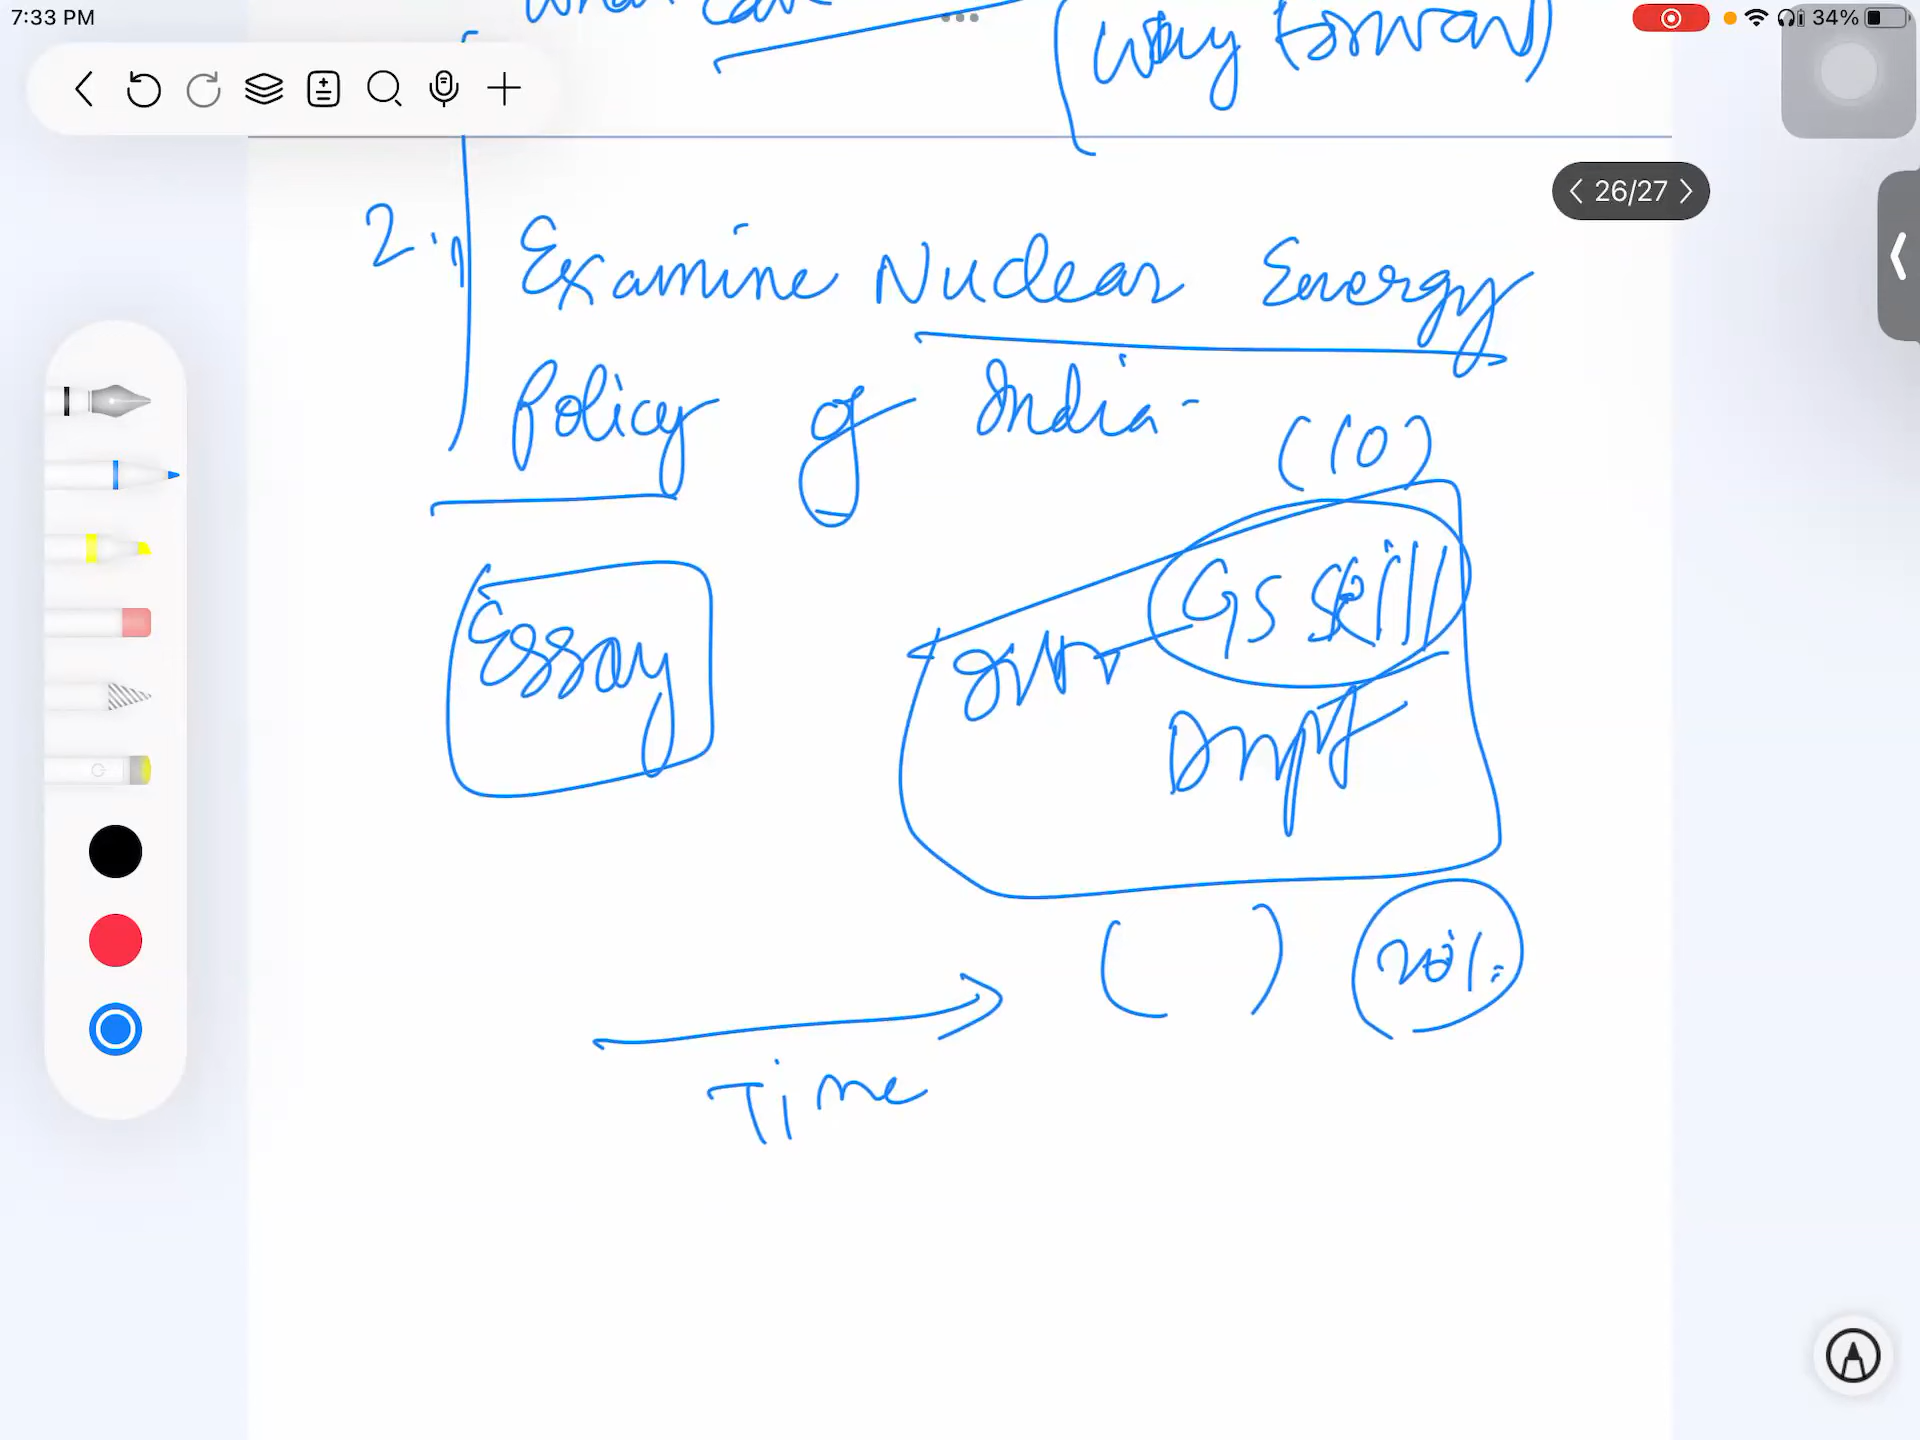 7:33 PM
34%
(Way forward)
26/27
2. Examine Nuclear Energy
Policy of India-
(10)
Essay
GS Skill
( ) 20%
Time